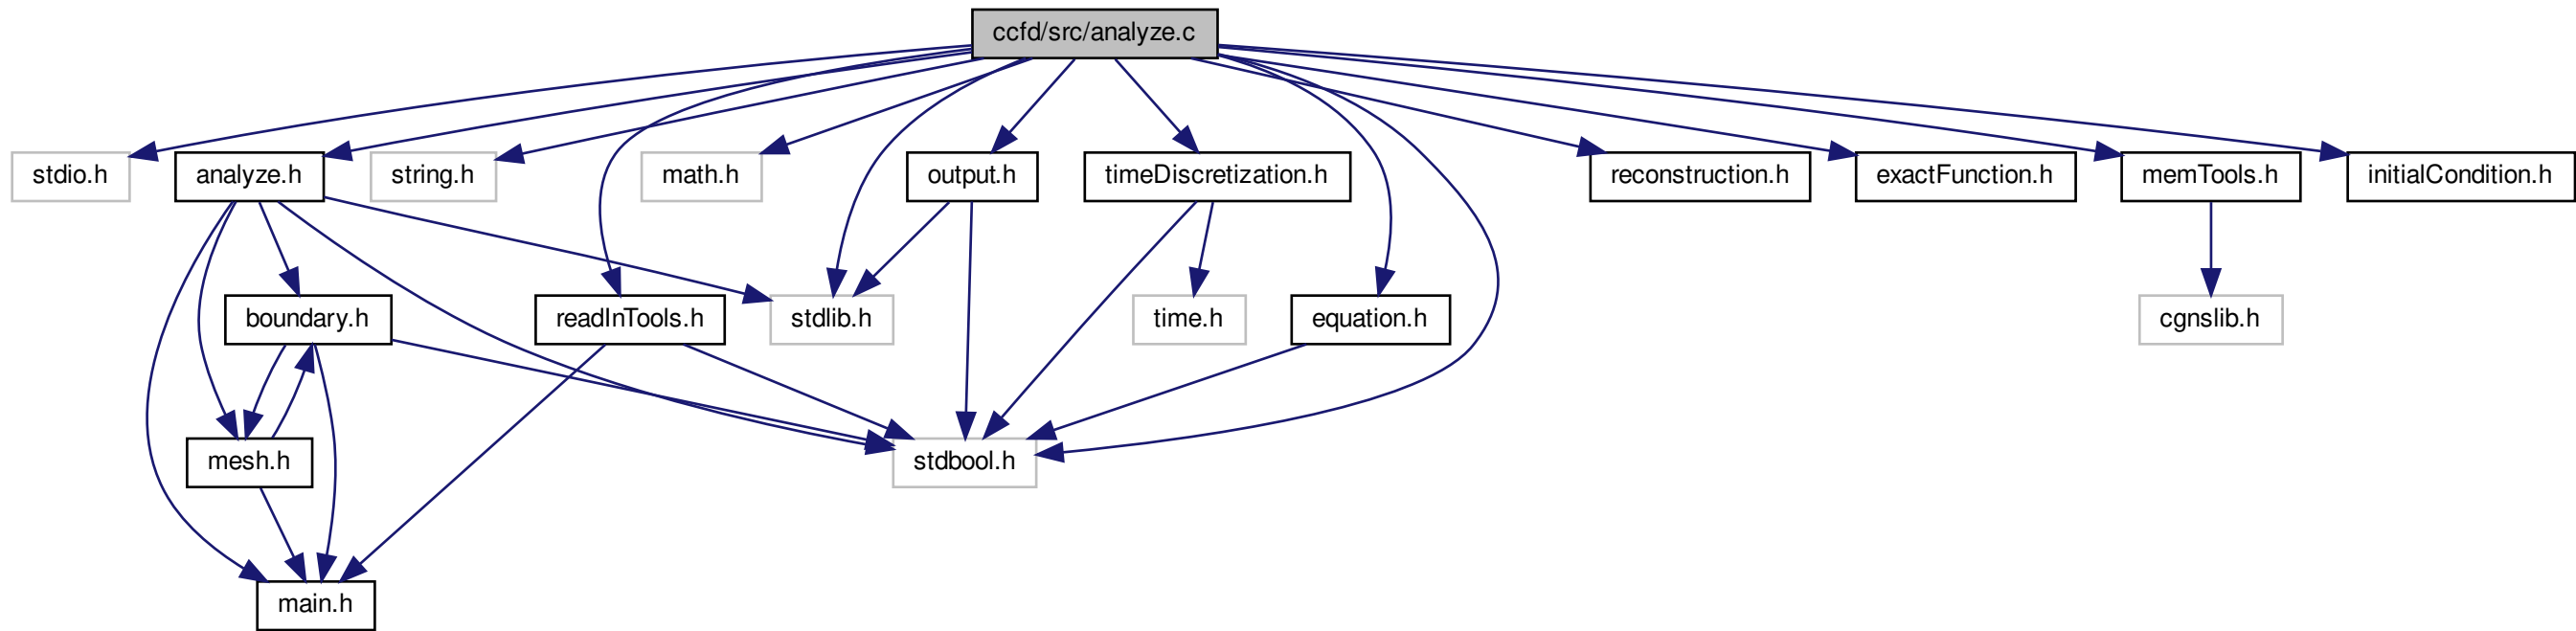 ccfd/src/analyze.c
stdio.h
analyze.h
string.h
math.h
output.h
timeDiscretization.h
reconstruction.h
exactFunction.h
memTools.h
initialCondition.h
boundary.h
readInTools.h
stdlib.h
time.h
equation.h
cgnslib.h
mesh.h
stdbool.h
main.h